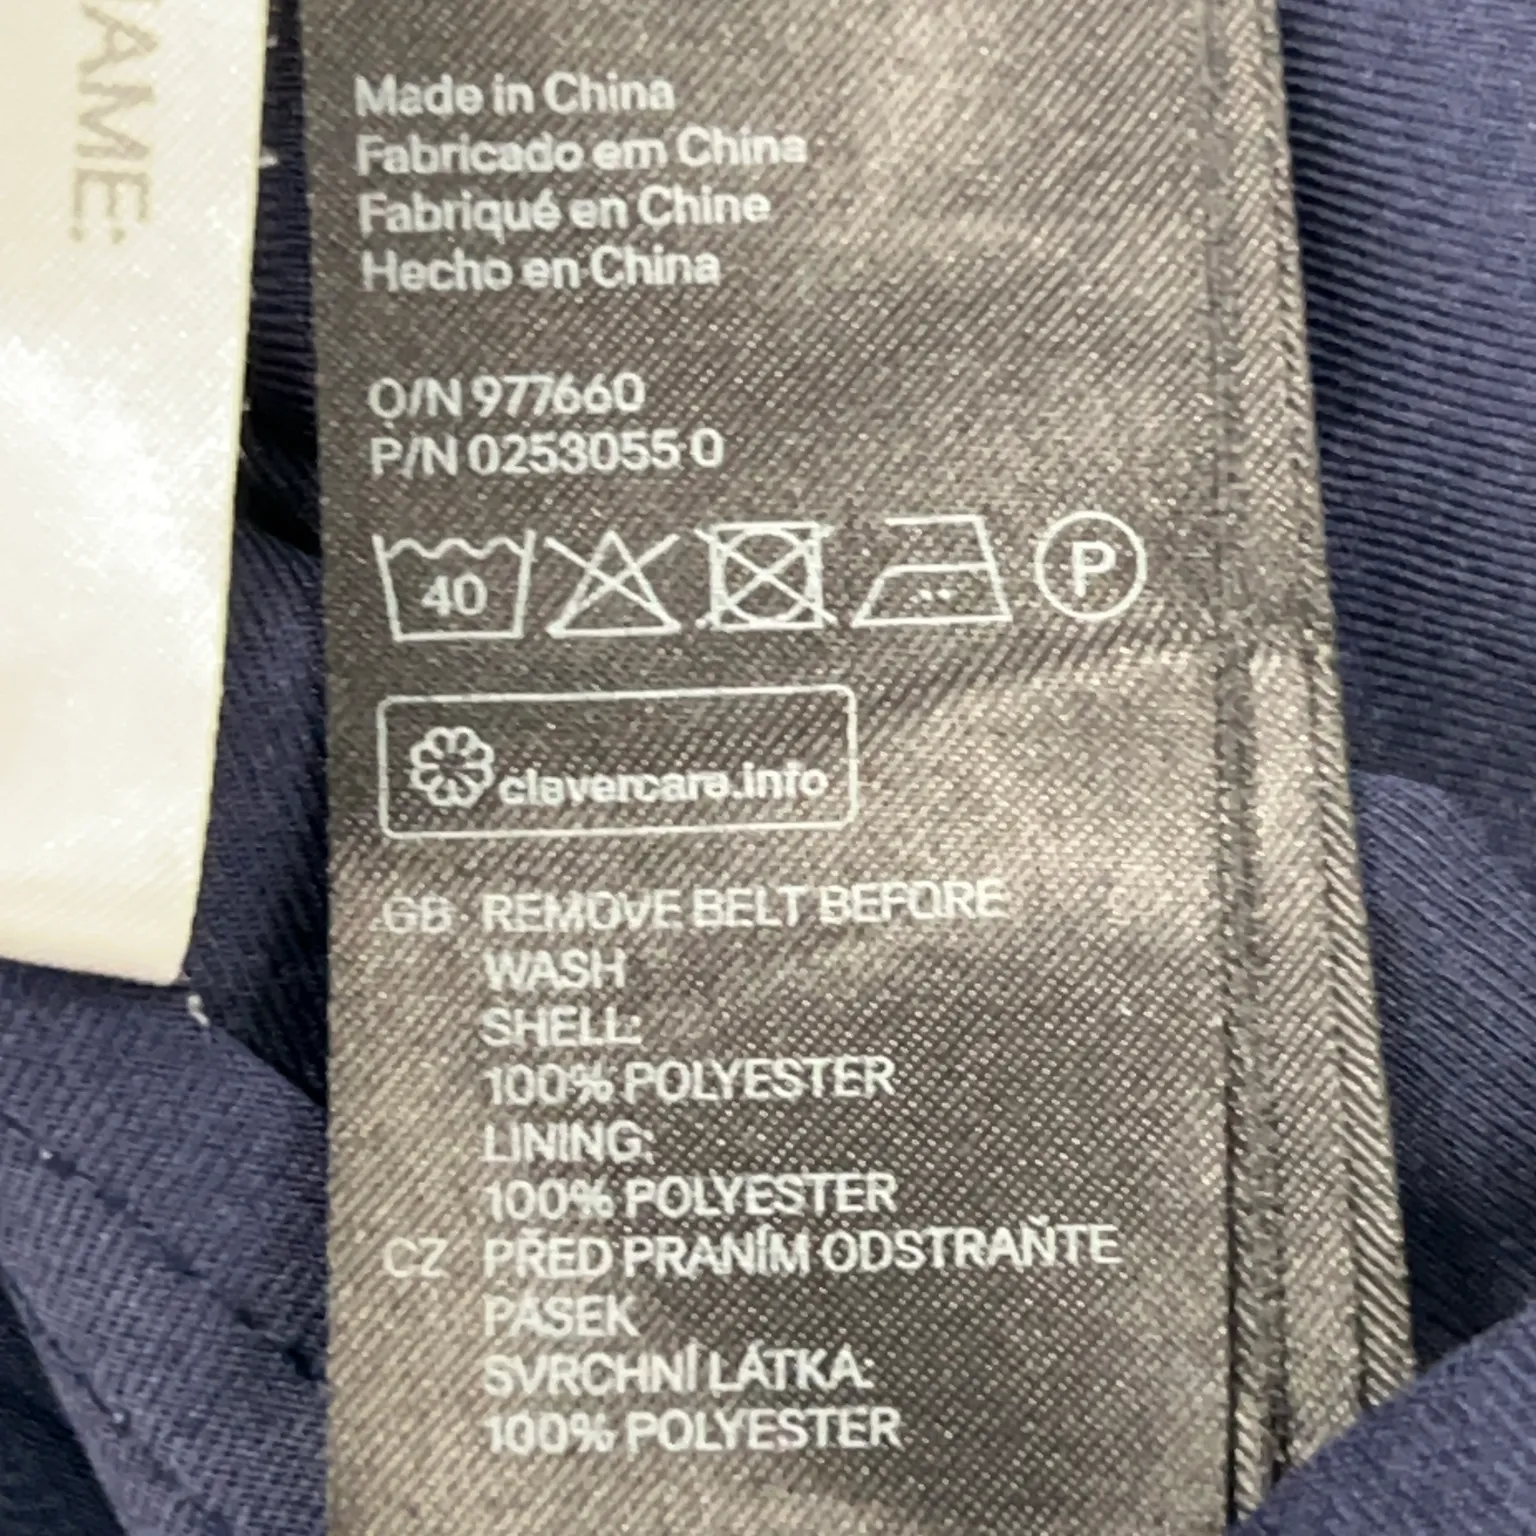 Made in China
Fabricado em China
Fabriqué en Chine
Hecho en China
O/N 977660
P/N 0253055 0
40
P
clevercare.info
GB REMOVE BELT BEFORE
WASH
SHELL:
100% POLYESTER
LINING:
100% POLYESTER
CZ PŘED PRANÍM ODSTRAŇTE
PÁSEK
SVRCHNÍ LÁTKA:
100% POLYESTER